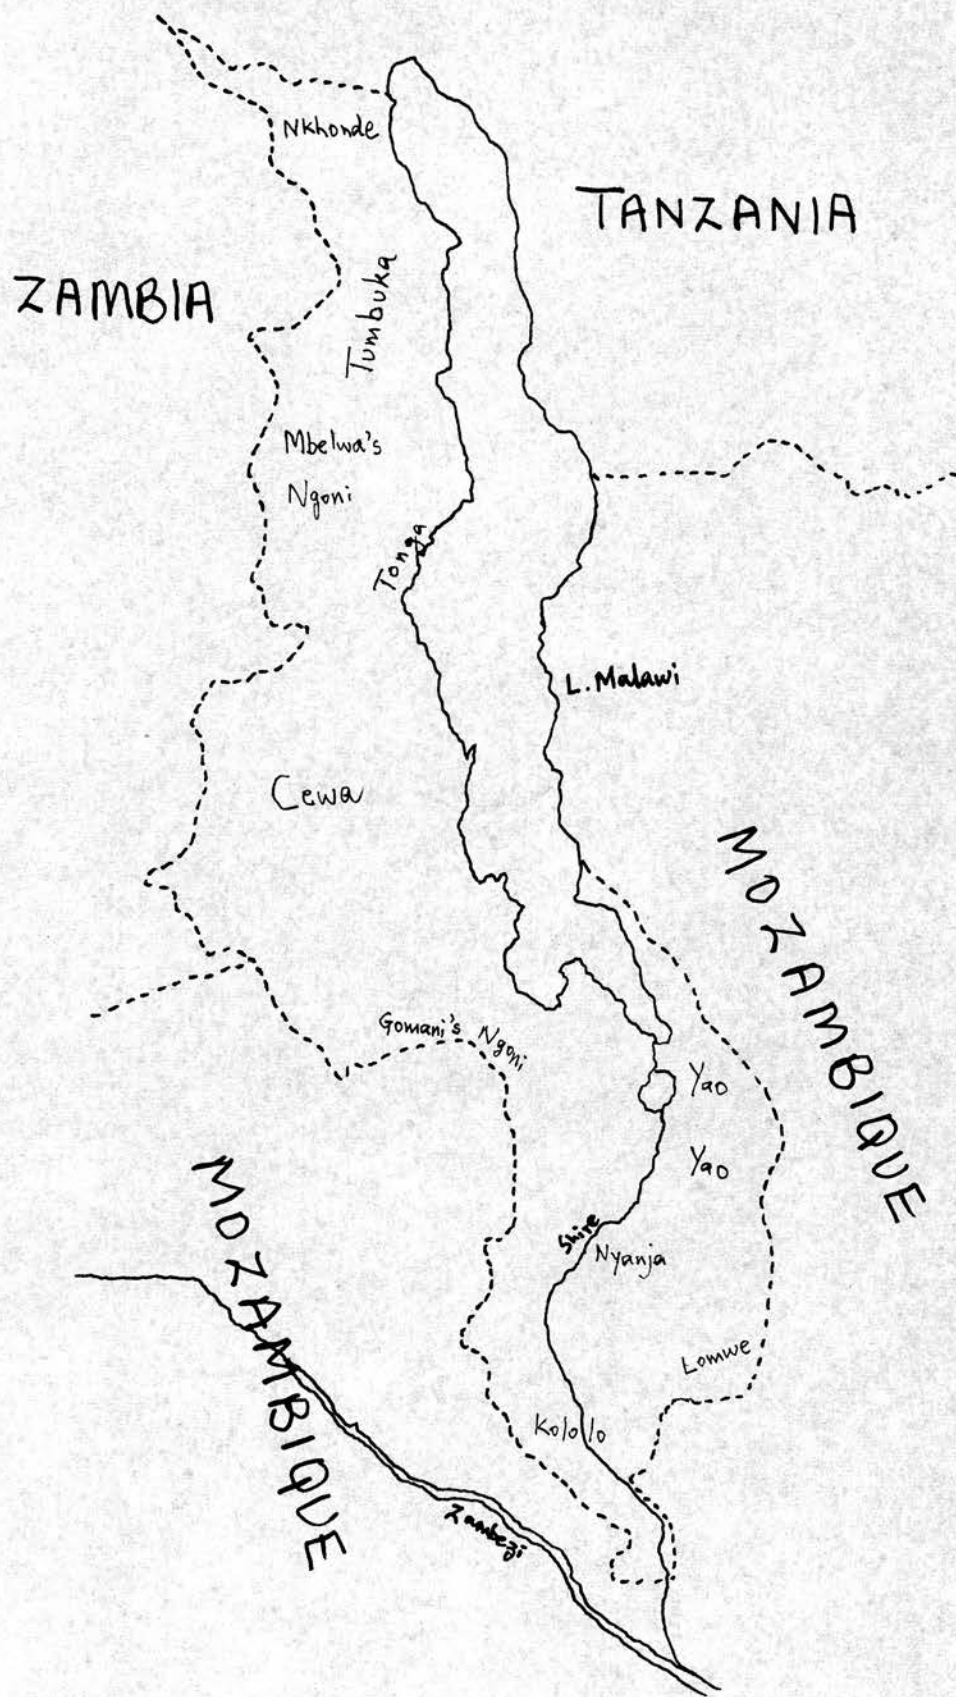 Nkhonde
TANZANIA
ZAMBIA
Tumbuka
Mbelwa's
Ngoni
Tonga
L. Malawi
Cewa
MOZAMBIQUE
Gomani's Ngoni
Yao
Yao
MOZAMBIQUE
Shire
Nyanja
Lomwe
Kololo
Zambezi